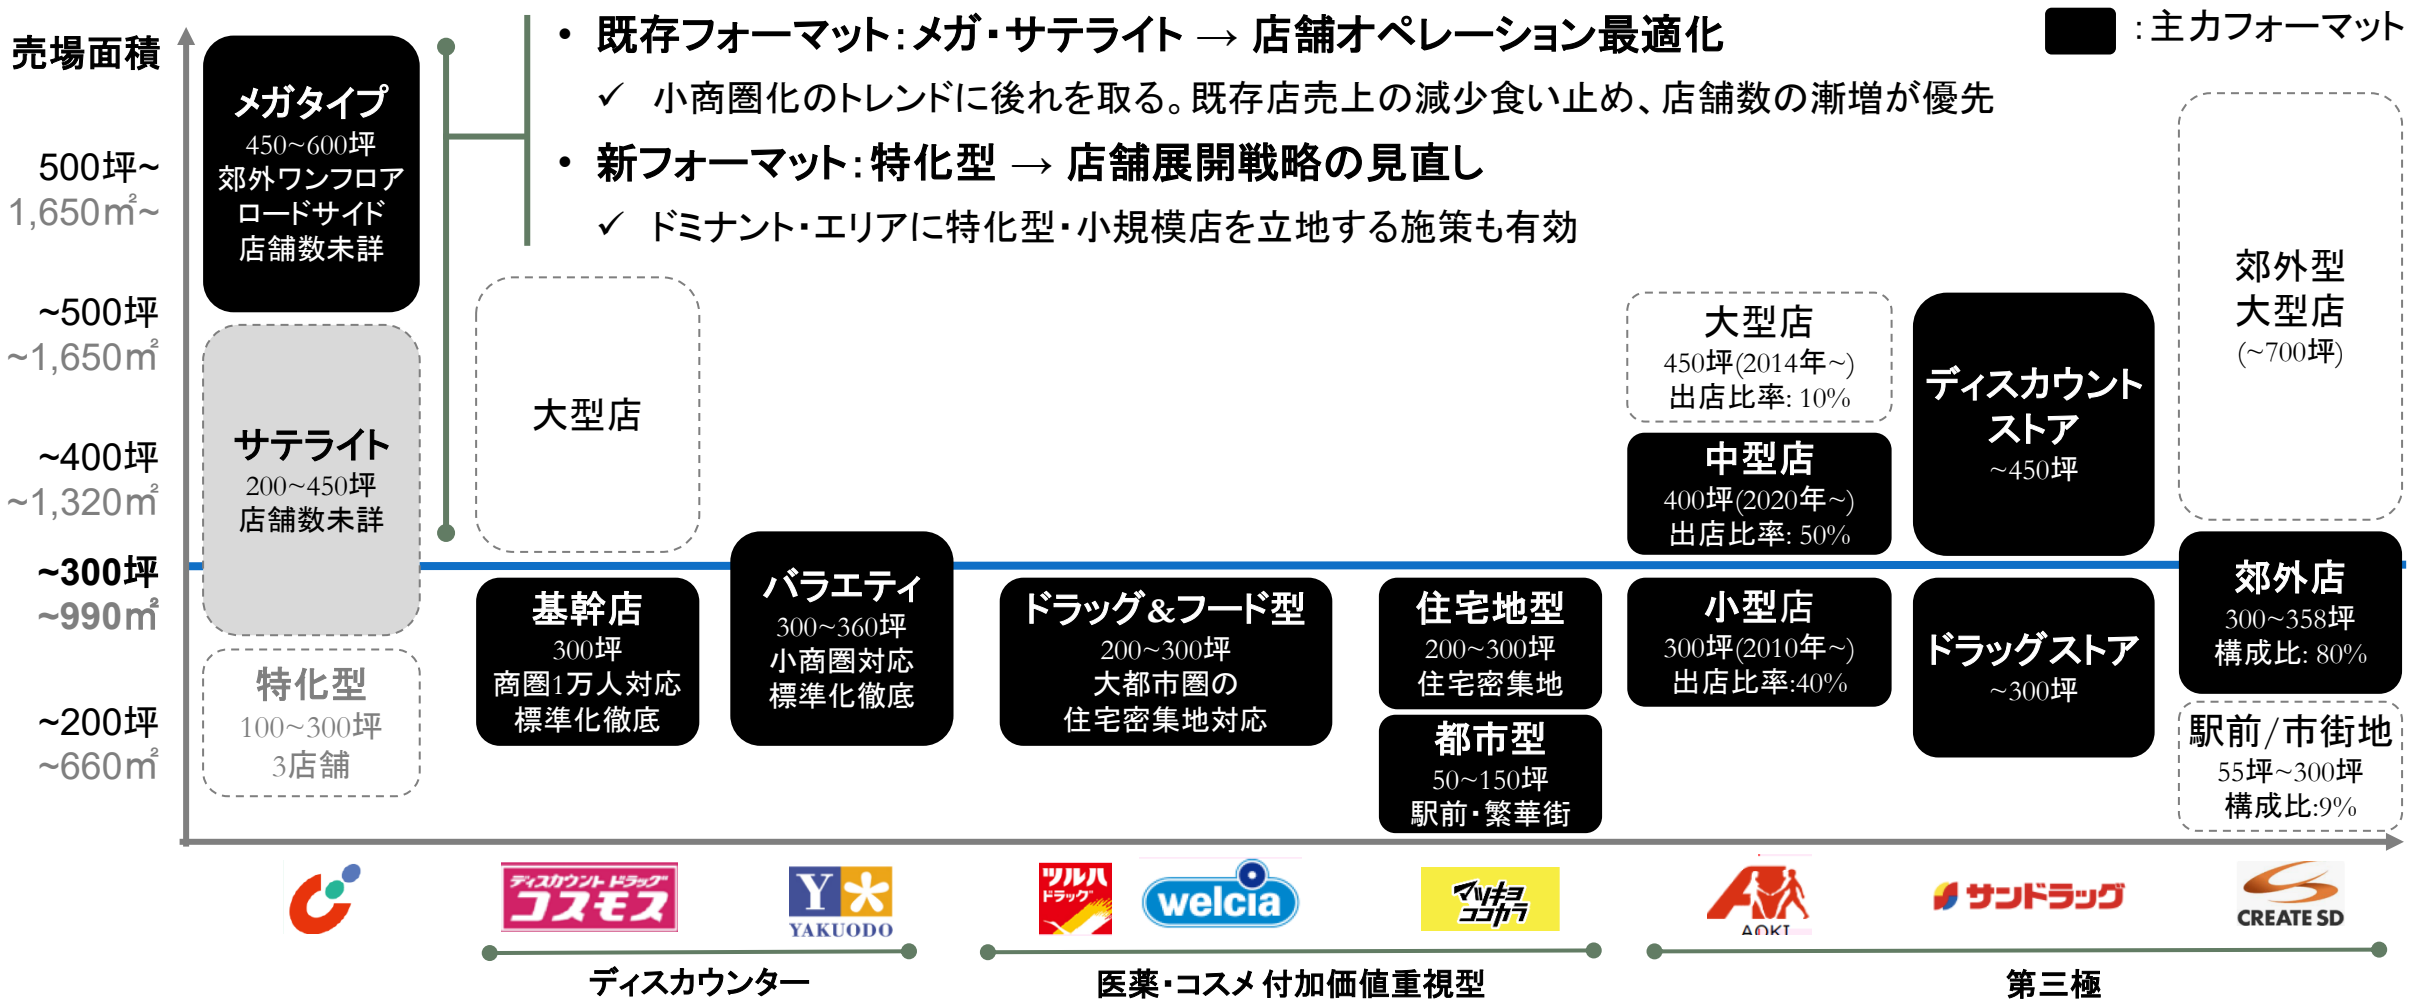 売場面積
500坪~
1,650㎡~
~500坪
~1,650㎡
~400坪
~1,320㎡
~300坪
~990㎡
~200坪
~660㎡
• 既存フォーマット：メガ・サテライト → 店舗オペレーション最適化
✓ 小商圏化のトレンドに後れを取る。既存店売上の減少食い止め、店舗数の漸増が優先
• 新フォーマット：特化型 → 店舗展開戦略の見直し
✓ ドミナント・エリアに特化型・小規模店を立地する施策も有効
：主力フォーマット
メガタイプ
450~600坪
郊外ワンフロア
ロードサイド
店舗数未詳
サテライト
200~450坪
店舗数未詳
特化型
100~300坪
3店舗
大型店
基幹店
300坪
商圏1万人対応
標準化徹底
バラエティ
300~360坪
小商圏対応
標準化徹底
ドラッグ&フード型
200~300坪
大都市圏の
住宅密集地対応
住宅地型
200~300坪
住宅密集地
都市型
50~150坪
駅前・繁華街
大型店
450坪(2014年~)
出店比率: 10%
中型店
400坪(2020年~)
出店比率: 50%
小型店
300坪(2010年~)
出店比率:40%
ディスカウント
ストア
~450坪
ドラッグストア
~300坪
郊外型
大型店
(~700坪)
郊外店
300~358坪
構成比: 80%
駅前/市街地
55坪~300坪
構成比:9%
ディスカウント ドラッグ
コスモス
YAKUODO
ツルハ
ドラッグ
welcia
マツキヨ
ココカラ
AOKI
サンドラッグ
CREATE SD
ディスカウンター
医薬・コスメ 付加価値重視型
第三極